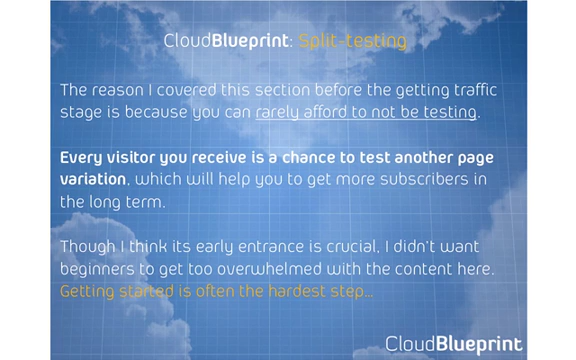 CloudBlueprint: Split-testing
The reason I covered this section before the getting traffic
stage is because you can rarely afford to not be testing.
Every visitor you receive is a chance to test another page
variation, which will help you to get more subscribers in
the long term.
Though I think its early entrance is crucial, I didn't want
beginners to get too overwhelmed with the content here.
Getting started is often the hardest step...
CloudBlueprint